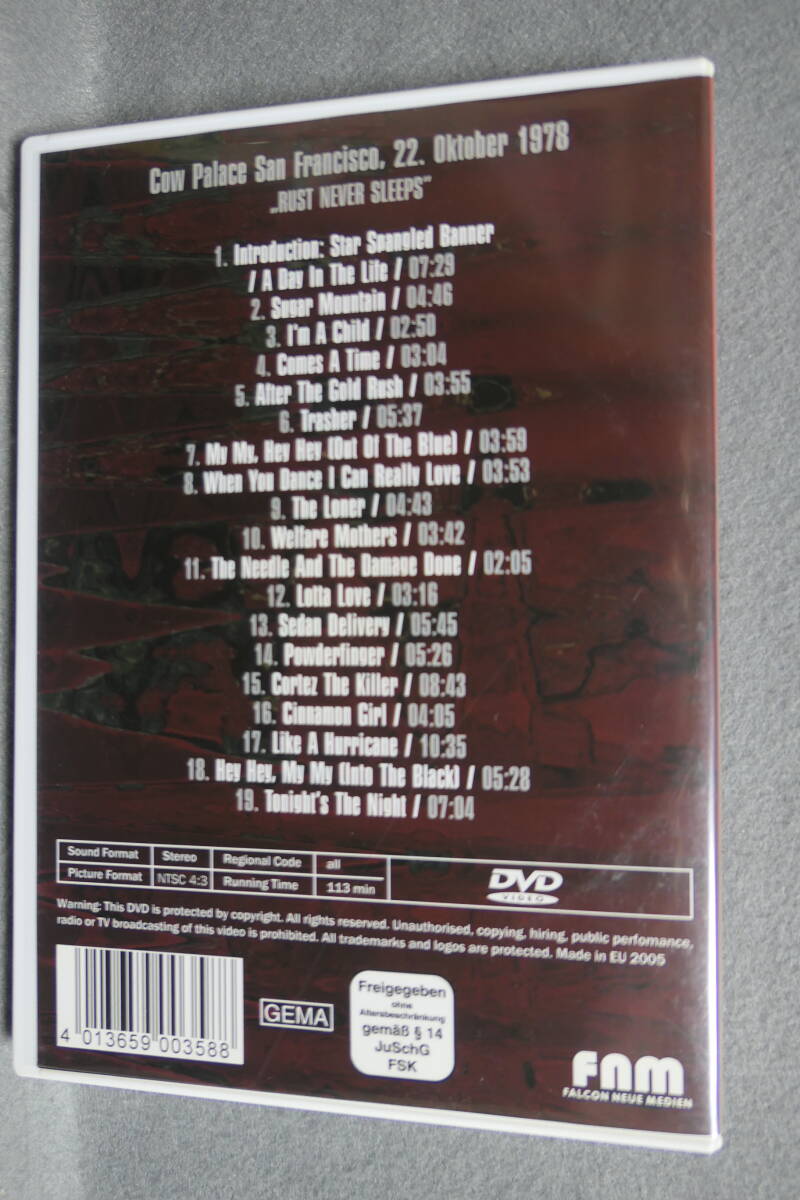 Cow Palace San Francisco, 22. Oktober 1978
„RUST NEVER SLEEPS”
1. Introduction: Star Spangled Banner
/ A Day In The Life / 07:29
2. Sugar Mountain / 04:46
3. I'm A Child / 02:50
4. Comes A Time / 03:04
5. After The Gold Rush / 03:55
6. Trasher / 05:37
7. My My, Hey Hey (Out Of The Blue) / 03:59
8. When You Dance I Can Really Love / 03:53
9. The Loner / 04:43
10. Welfare Mothers / 03:42
11. The Needle And The Damage Done / 02:05
12. Lotta Love / 03:16
13. Sedan Delivery / 05:45
14. Powderfinger / 05:26
15. Cortez The Killer / 08:43
16. Cinnamon Girl / 04:05
17. Like A Hurricane / 10:35
18. Hey Hey, My My (Into The Black) / 05:28
19. Tonight's The Night / 07:04
Sound Format Stereo Regional Code all
Picture Format NTSC 4:3 Running Time 113 min
DVD
VIDEO
Warning: This DVD is protected by copyright. All rights reserved. Unauthorised, copying, hiring, public perfomance,
radio or TV broadcasting of this video is prohibited. All trademarks and logos are protected. Made in EU 2005
4 013659 003588
GEMA
Freigegeben
ohne
Altersbeschränkung
gemäß § 14
JuSchG
FSK
fnm
FALCON NEUE MEDIEN